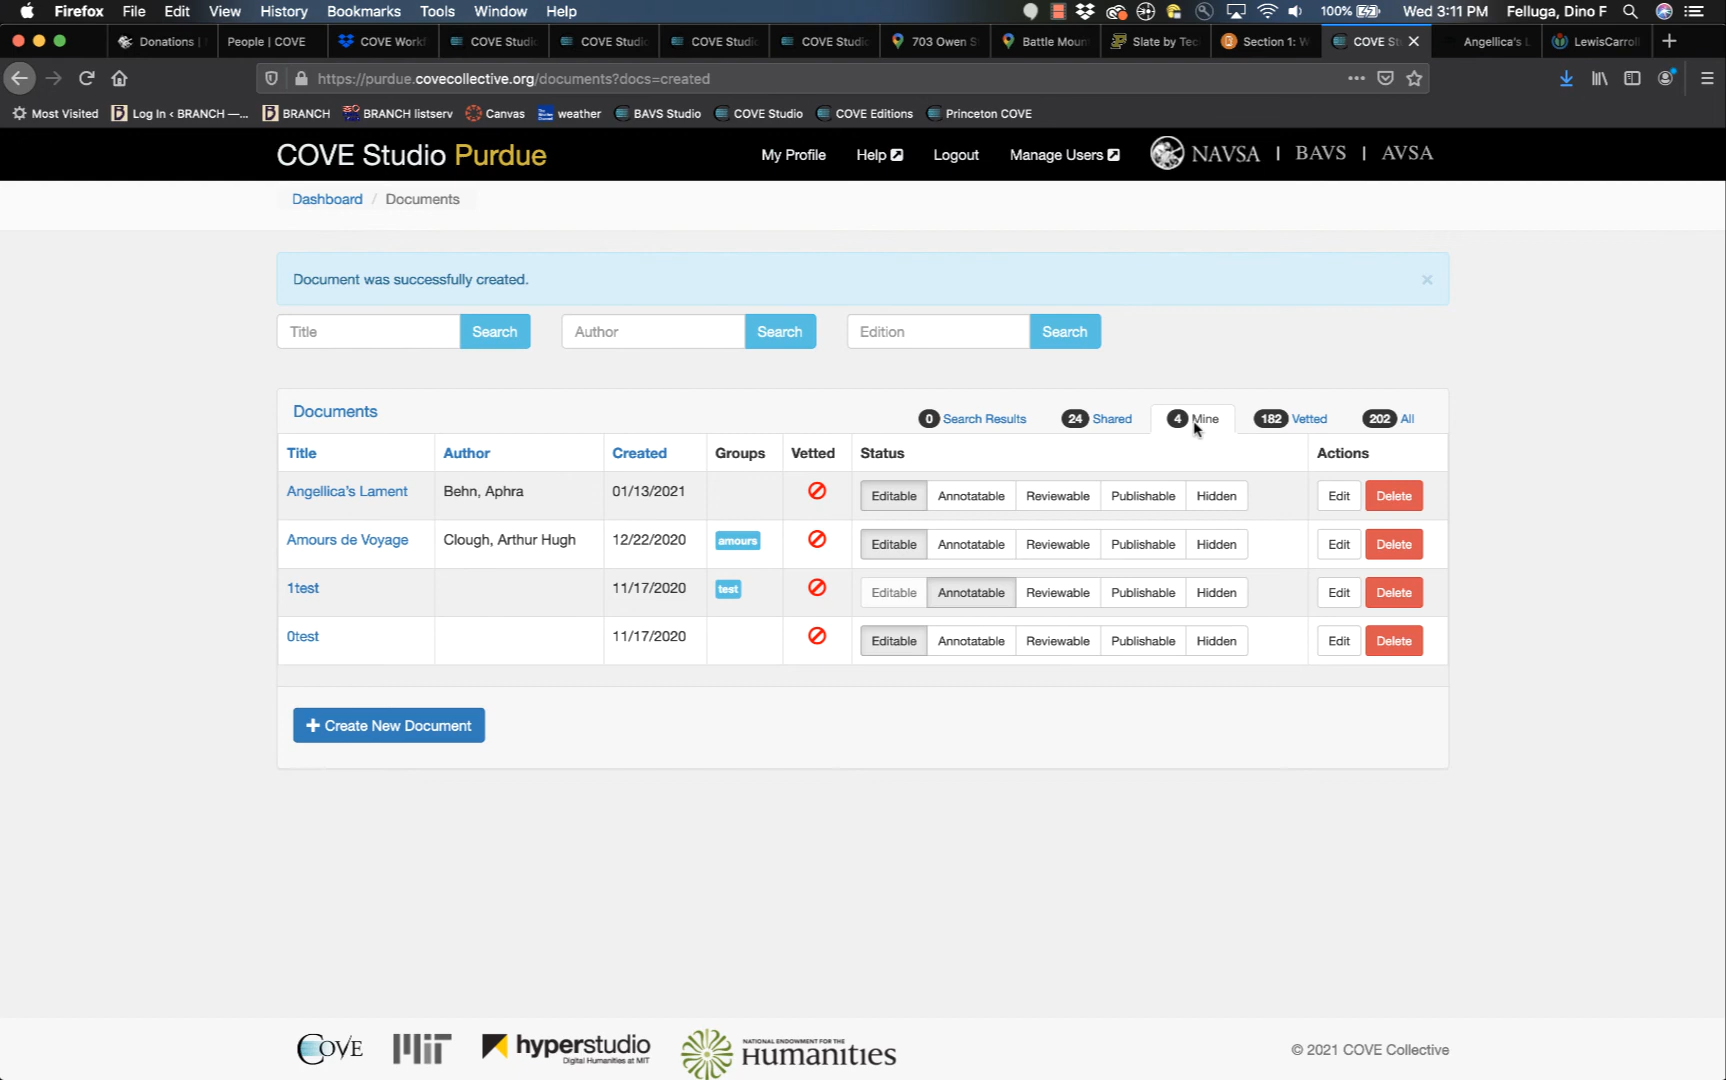 Firefox File Edit View History Bookmarks Tools Window Help 100% Wed 3:11 PM Felluga, Dino F
Donations | People | COVE COVE Workf COVE Studi COVE Studi COVE Studi COVE Studi 703 Owen S Battle Moun Slate by Tec Section 1: W COVE St Angellica's L LewisCarroll
https://purdue.covecollective.org/documents?docs=created
Most Visited Log In ‹ BRANCH —... BRANCH BRANCH listserv Canvas weather BAVS Studio COVE Studio COVE Editions Princeton COVE
COVE Studio Purdue My Profile Help Logout Manage Users NAVSA | BAVS | AVSA
Dashboard / Documents
Document was successfully created. ×
Title Search Author Search Edition Search
Documents 0 Search Results 24 Shared 4 Mine 182 Vetted 202 All
Title Author Created Groups Vetted Status Actions
Angellica's Lament Behn, Aphra 01/13/2021 Editable Annotatable Reviewable Publishable Hidden Edit Delete
Amours de Voyage Clough, Arthur Hugh 12/22/2020 amours Editable Annotatable Reviewable Publishable Hidden Edit Delete
1test 11/17/2020 test Editable Annotatable Reviewable Publishable Hidden Edit Delete
0test 11/17/2020 Editable Annotatable Reviewable Publishable Hidden Edit Delete
+ Create New Document
COVE MIT hyperstudio NATIONAL ENDOWMENT FOR THE
Digital Humanities at MIT Humanities
© 2021 COVE Collective